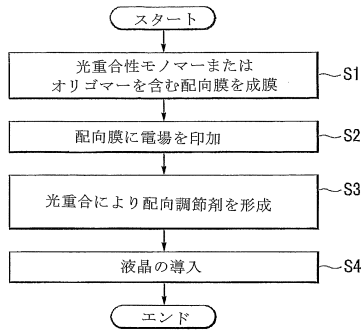 スタート
光重合性モノマーまたは
オリゴマーを含む配向膜を成膜
S1
配向膜に電場を印加
S2
光重合により配向調節剤を形成
S3
液晶の導入
S4
エンド